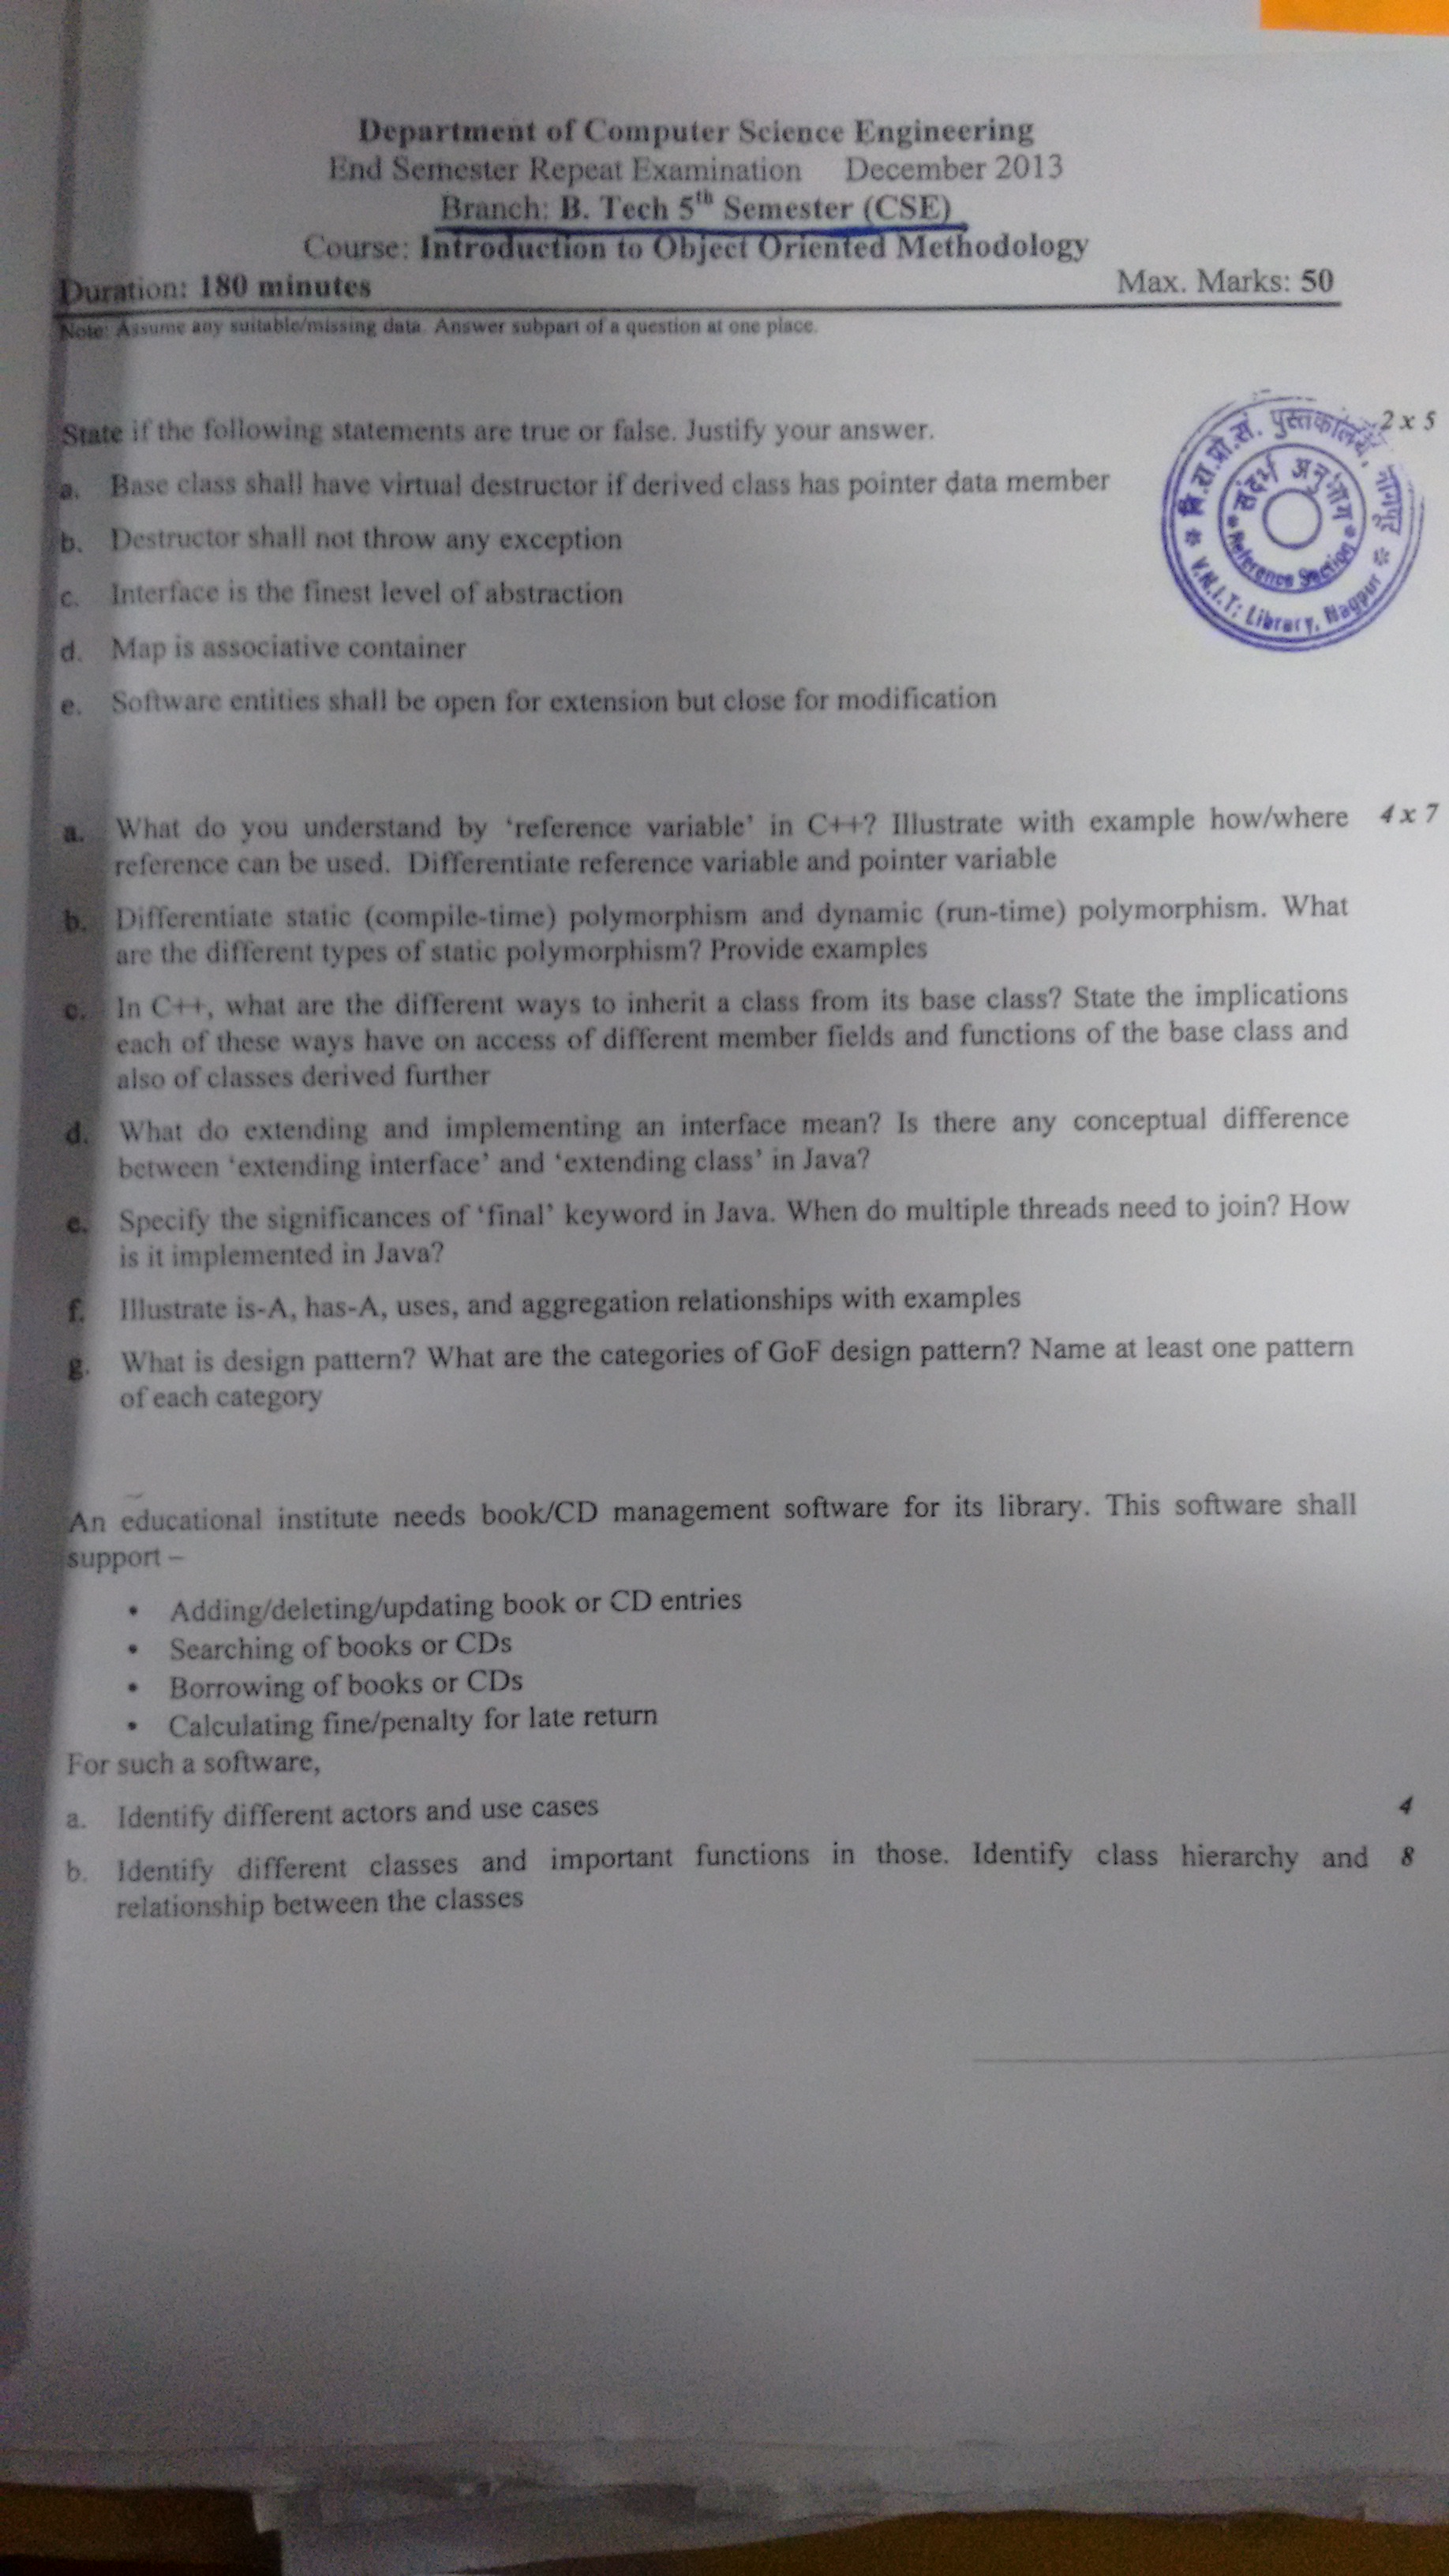 Department of Computer Science Engineering
End Semester Repeat Examination December 2013
Branch: B. Tech 5th Semester (CSE)
Course: Introduction to Object Oriented Methodology
Duration: 180 minutes Max. Marks: 50
Note: Assume any suitable/missing data. Answer subpart of a question at one place.
State if the following statements are true or false. Justify your answer. 2 x 5
a. Base class shall have virtual destructor if derived class has pointer data member
b. Destructor shall not throw any exception
c. Interface is the finest level of abstraction
d. Map is associative container
e. Software entities shall be open for extension but close for modification
वि.रा.प्रो.सं. पुस्तकालय, नागपुर
संदर्भ अनुभाग
Reference Section
V.N.I.T. Library, Nagpur
a. What do you understand by ‘reference variable’ in C++? Illustrate with example how/where 4 x 7
reference can be used. Differentiate reference variable and pointer variable
b. Differentiate static (compile-time) polymorphism and dynamic (run-time) polymorphism. What
are the different types of static polymorphism? Provide examples
c. In C++, what are the different ways to inherit a class from its base class? State the implications
each of these ways have on access of different member fields and functions of the base class and
also of classes derived further
d. What do extending and implementing an interface mean? Is there any conceptual difference
between ‘extending interface’ and ‘extending class’ in Java?
e. Specify the significances of ‘final’ keyword in Java. When do multiple threads need to join? How
is it implemented in Java?
f. Illustrate is-A, has-A, uses, and aggregation relationships with examples
g. What is design pattern? What are the categories of GoF design pattern? Name at least one pattern
of each category
An educational institute needs book/CD management software for its library. This software shall
support –
• Adding/deleting/updating book or CD entries
• Searching of books or CDs
• Borrowing of books or CDs
• Calculating fine/penalty for late return
For such a software,
a. Identify different actors and use cases 4
b. Identify different classes and important functions in those. Identify class hierarchy and 8
relationship between the classes